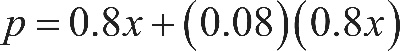 p = 0.8x + (0.08)(0.8x)